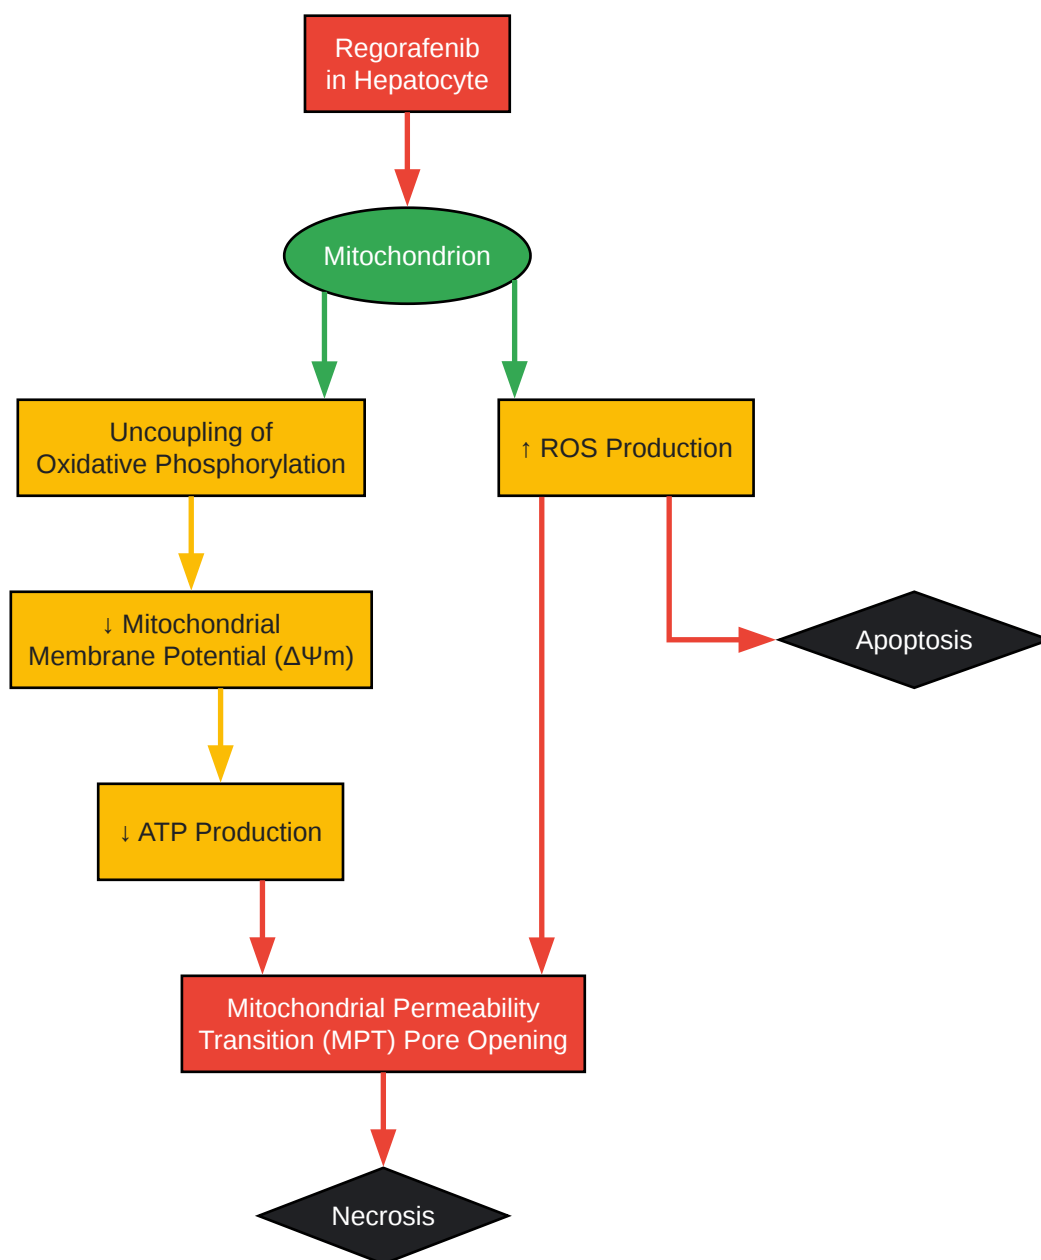 Regorafenib
in Hepatocyte
Mitochondrion
Uncoupling of
Oxidative Phosphorylation
↑ ROS Production
↓ Mitochondrial
Membrane Potential (ΔΨm)
Apoptosis
↓ ATP Production
Mitochondrial Permeability
Transition (MPT) Pore Opening
Necrosis